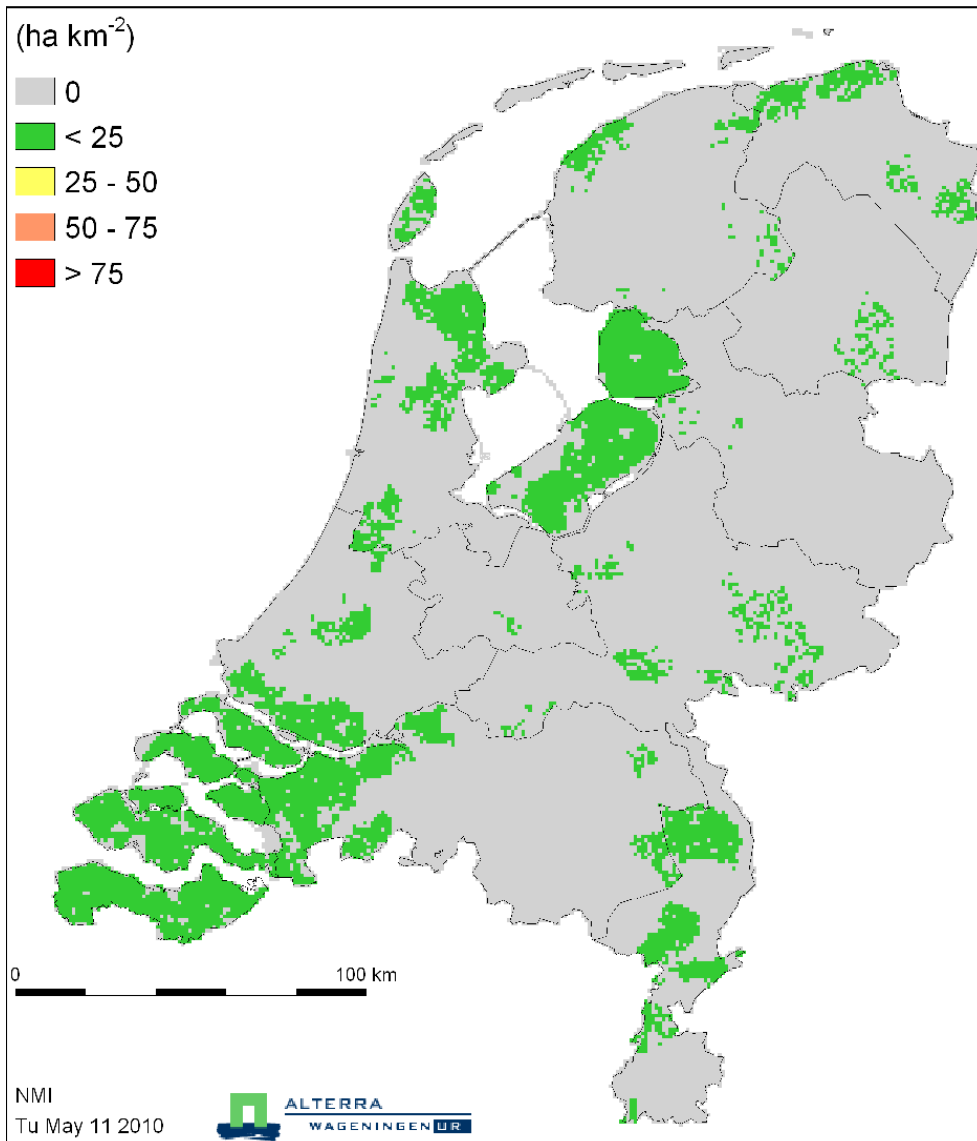 (ha km-2)
0
< 25
25 - 50
50 - 75
> 75
0 100 km
NMI
Tu May 11 2010
ALTERRA
WAGENINGEN UR